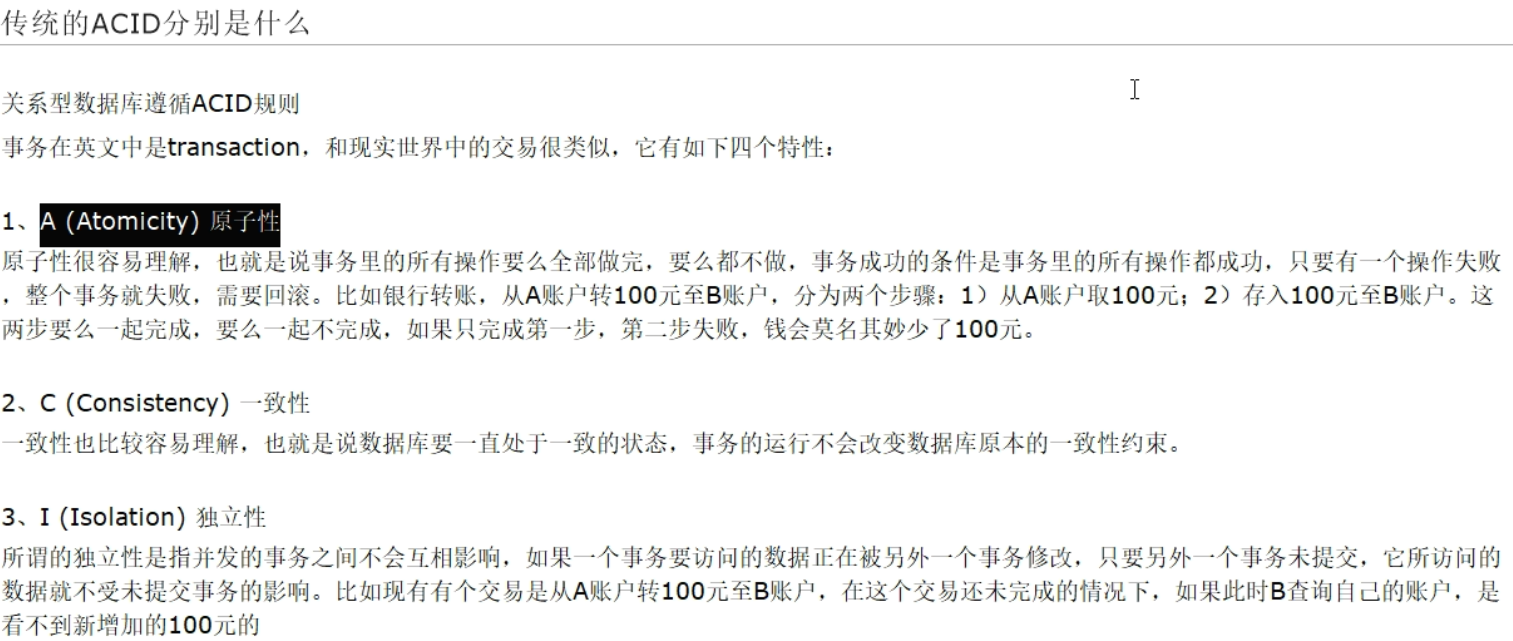 传统的ACID分别是什么
关系型数据库遵循ACID规则
事务在英文中是transaction，和现实世界中的交易很类似，它有如下四个特性：
1、A (Atomicity) 原子性
原子性很容易理解，也就是说事务里的所有操作要么全部做完，要么都不做，事务成功的条件是事务里的所有操作都成功，只要有一个操作失败
，整个事务就失败，需要回滚。比如银行转账，从A账户转100元至B账户，分为两个步骤：1）从A账户取100元；2）存入100元至B账户。这
两步要么一起完成，要么一起不完成，如果只完成第一步，第二步失败，钱会莫名其妙少了100元。
2、C (Consistency) 一致性
一致性也比较容易理解，也就是说数据库要一直处于一致的状态，事务的运行不会改变数据库原本的一致性约束。
3、I (Isolation) 独立性
所谓的独立性是指并发的事务之间不会互相影响，如果一个事务要访问的数据正在被另外一个事务修改，只要另外一个事务未提交，它所访问的
数据就不受未提交事务的影响。比如现有有个交易是从A账户转100元至B账户，在这个交易还未完成的情况下，如果此时B查询自己的账户，是
看不到新增加的100元的